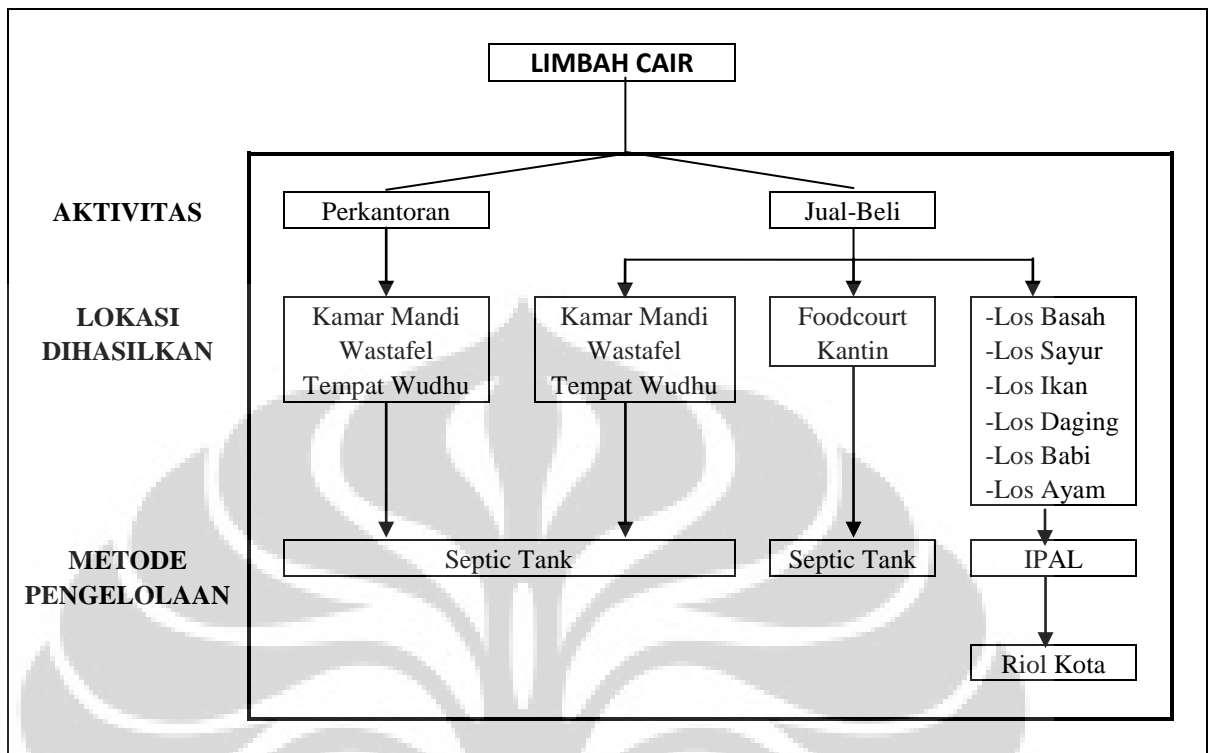 LIMBAH CAIR
AKTIVITAS
Perkantoran
Jual-Beli
LOKASI
DIHASILKAN
Kamar Mandi
Wastafel
Tempat Wudhu
Kamar Mandi
Wastafel
Tempat Wudhu
Foodcourt
Kantin
-Los Basah
-Los Sayur
-Los Ikan
-Los Daging
-Los Babi
-Los Ayam
METODE
PENGELOLAAN
Septic Tank
Septic Tank
IPAL
Riol Kota